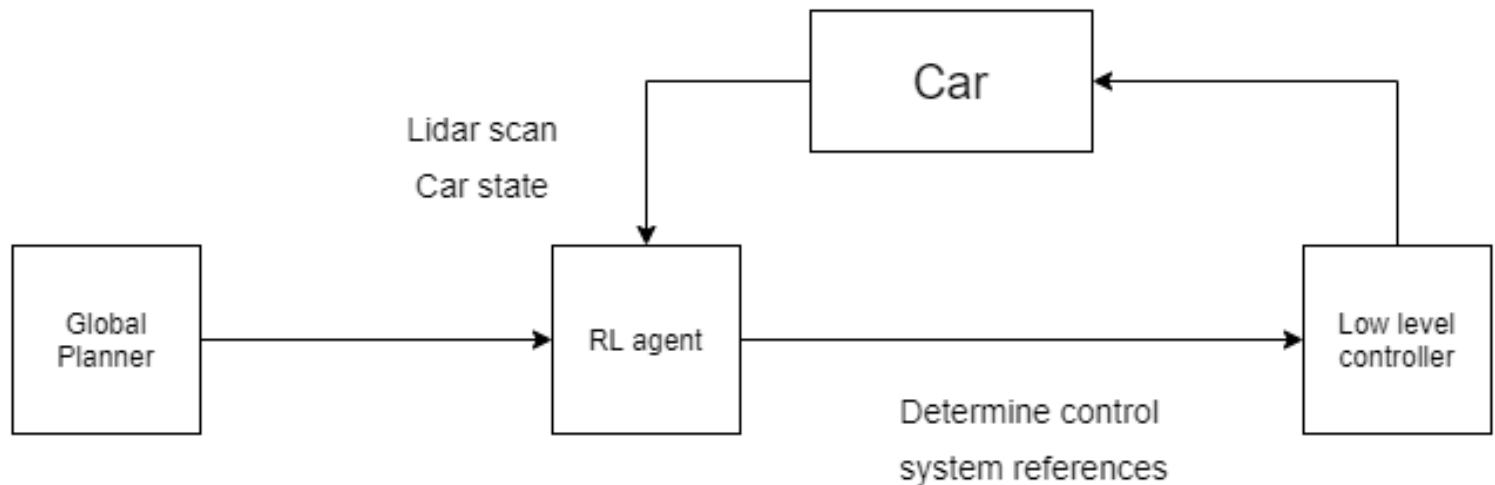 Car
Lidar scan
Car state
Global
Planner
RL agent
Low level
controller
Determine control
system references